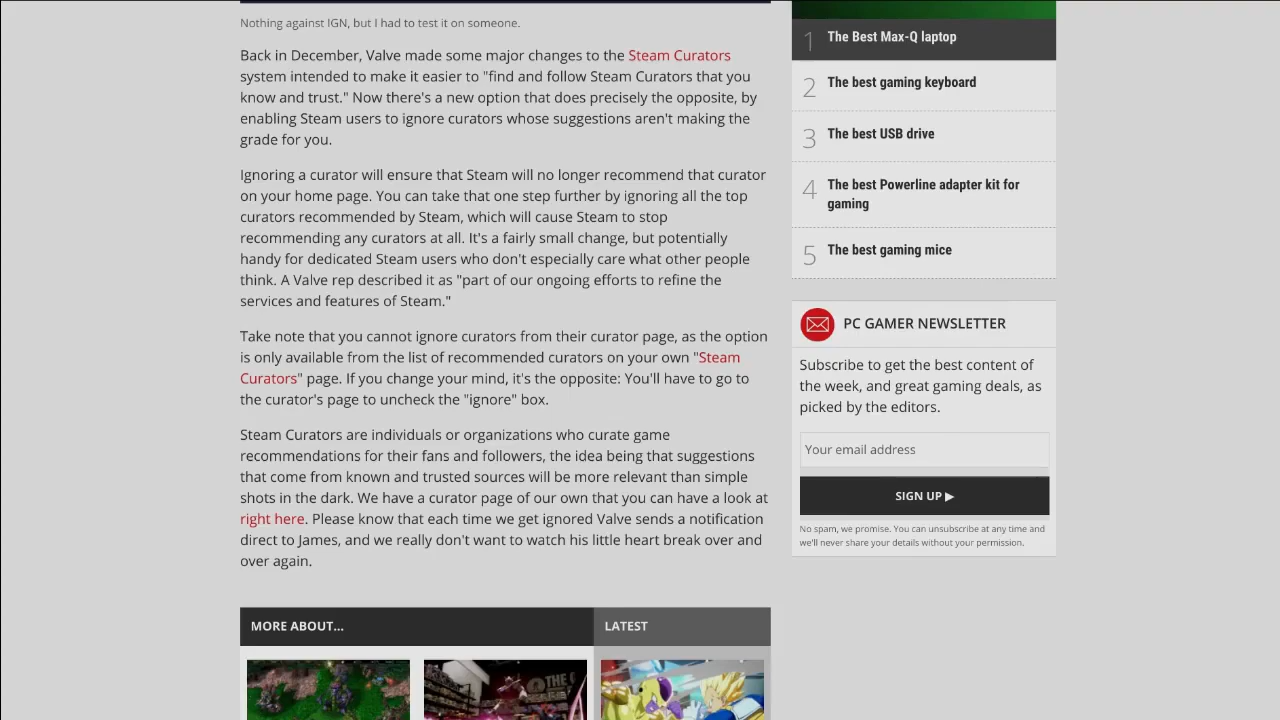 Nothing against IGN, but I had to test it on someone.
Back in December, Valve made some major changes to the Steam Curators
system intended to make it easier to "find and follow Steam Curators that you
know and trust." Now there's a new option that does precisely the opposite, by
enabling Steam users to ignore curators whose suggestions aren't making the
grade for you.
Ignoring a curator will ensure that Steam will no longer recommend that curator
on your home page. You can take that one step further by ignoring all the top
curators recommended by Steam, which will cause Steam to stop
recommending any curators at all. It's a fairly small change, but potentially
handy for dedicated Steam users who don't especially care what other people
think. A Valve rep described it as "part of our ongoing efforts to refine the
services and features of Steam."
Take note that you cannot ignore curators from their curator page, as the option
is only available from the list of recommended curators on your own "Steam
Curators" page. If you change your mind, it's the opposite: You'll have to go to
the curator's page to uncheck the "ignore" box.
Steam Curators are individuals or organizations who curate game
recommendations for their fans and followers, the idea being that suggestions
that come from known and trusted sources will be more relevant than simple
shots in the dark. We have a curator page of our own that you can have a look at
right here. Please know that each time we get ignored Valve sends a notification
direct to James, and we really don't want to watch his little heart break over and
over again.
MORE ABOUT...
LATEST
1 The Best Max-Q laptop
2 The best gaming keyboard
3 The best USB drive
4 The best Powerline adapter kit for
gaming
5 The best gaming mice
PC GAMER NEWSLETTER
Subscribe to get the best content of
the week, and great gaming deals, as
picked by the editors.
Your email address
SIGN UP ▶
No spam, we promise. You can unsubscribe at any time and
we'll never share your details without your permission.